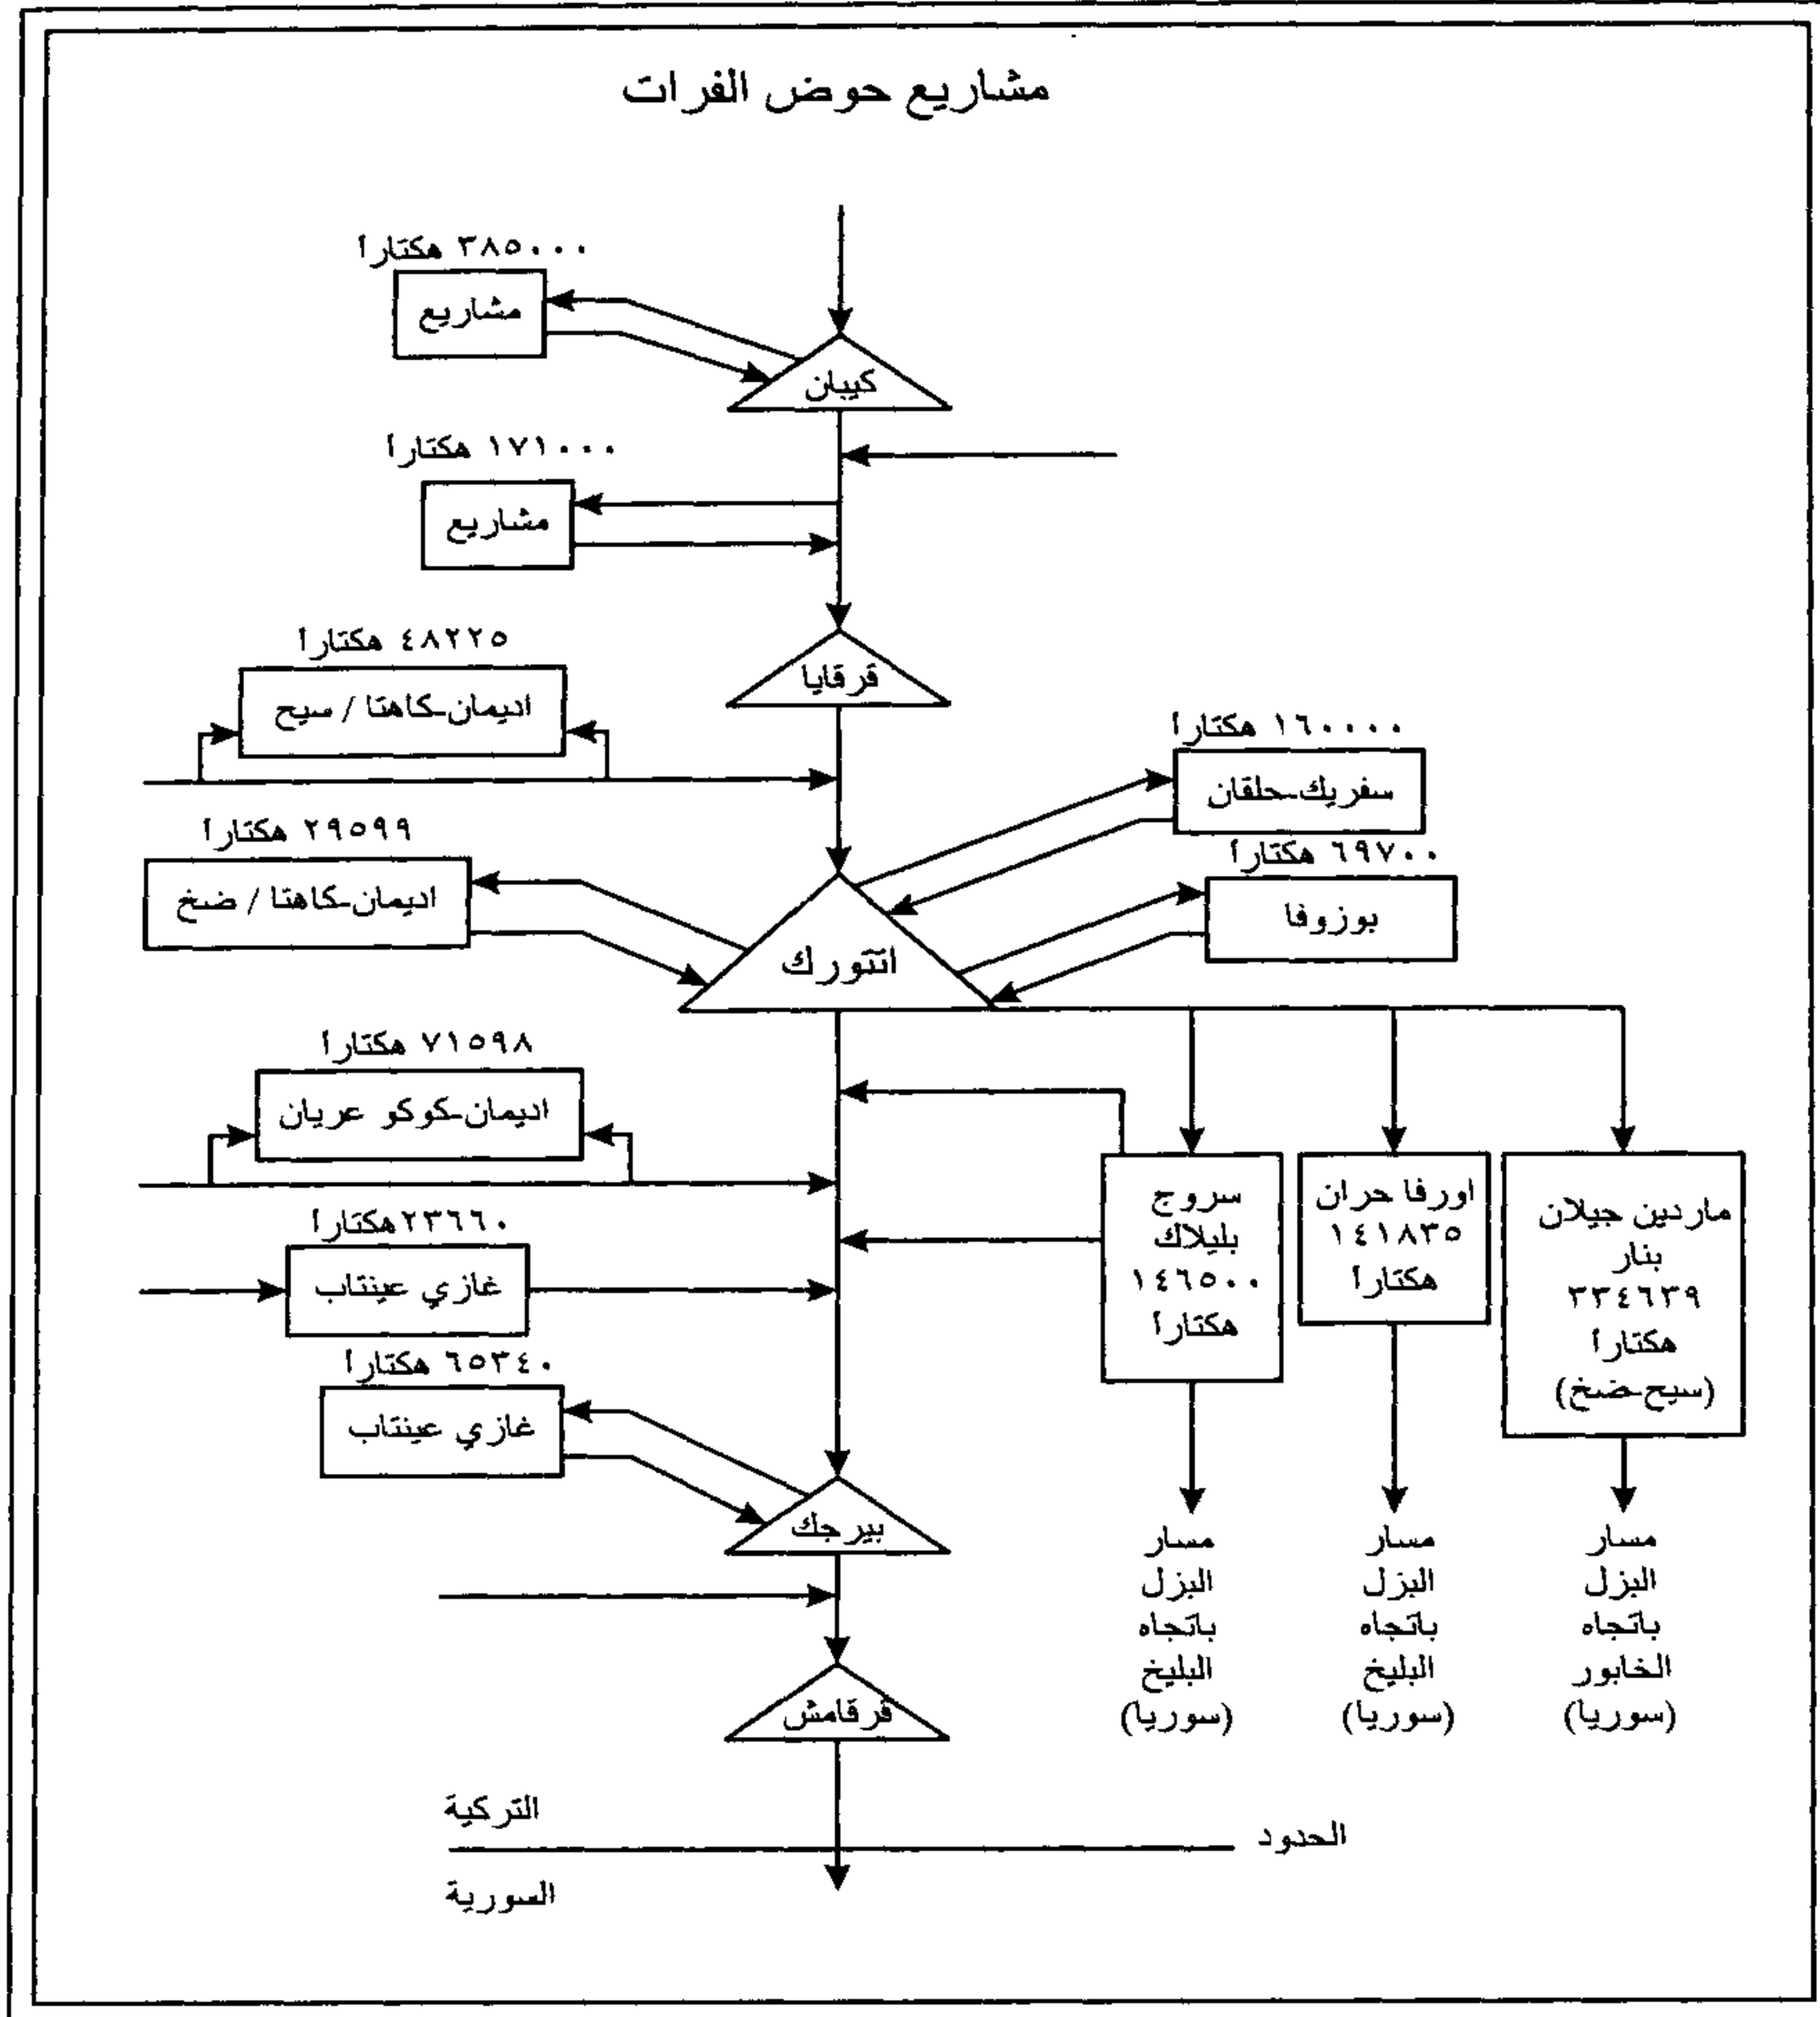 مشاريع حوض الفرات
٣٨٥٠٠٠ هكتاراً
مشاريع
كيبان
١٧١٠٠٠ هكتاراً
مشاريع
قرقايا
٤٨٢٢٥ هكتاراً
اديمان-كاهتا / سيح
١٦٠٠٠٠ هكتاراً
سفريك-حلقان
٢٩٥٩٩ هكتاراً
اديمان-كاهتا / ضخ
٦٩٧٠٠ هكتاراً
بوزوفا
اتتورك
٧١٥٩٨ هكتاراً
اديمان-كوكو عريان
ماردين جيلان
بنار
٣٣٤٦٣٩
هكتاراً
(سيح-ضخ)
اورفا حران
١٤١٨٣٥
هكتاراً
سروج
بليلاك
١٤٦٥٠٠
هكتاراً
٢٣٦٦٠ هكتاراً
غازي عينتاب
٦٥٣٤٠ هكتاراً
غازي عينتاب
بيرجك
مسار
البزل
باتجاه
الخابور
(سوريا)
مسار
البزل
باتجاه
البليخ
(سوريا)
مسار
البزل
باتجاه
البليخ
(سوريا)
قرقامش
التركية
الحدود
السورية